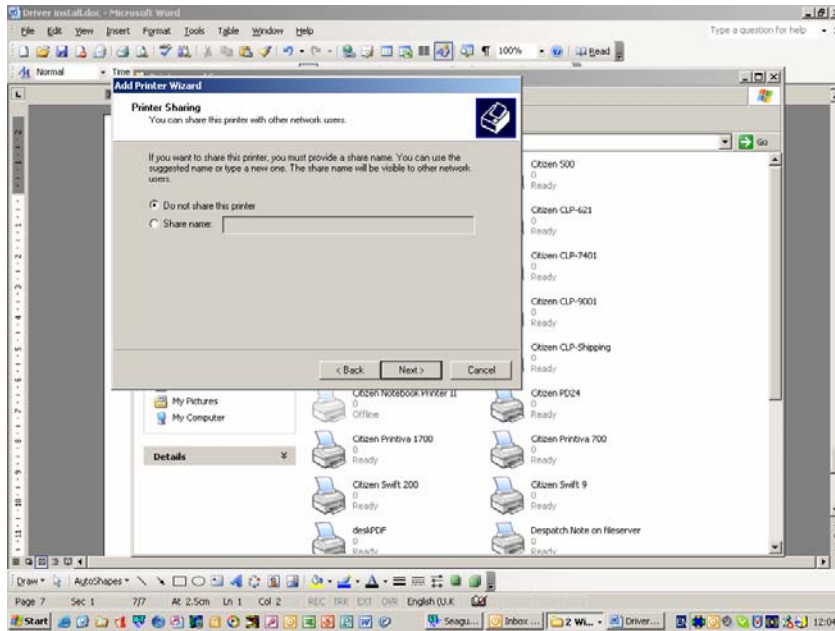 Driver install.doc - Microsoft Word
File Edit View Insert Format Tools Table Window Help
Type a question for help
100%
Read
Normal
Time
Add Printer Wizard
Printer Sharing
You can share this printer with other network users.
If you want to share this printer, you must provide a share name. You can use the
suggested name or type a new one. The share name will be visible to other network
users.
Do not share this printer
Share name:
< Back Next > Cancel
Go
Citizen 500
0
Ready
Citizen CLP-621
0
Ready
Citizen CLP-7401
0
Ready
Citizen CLP-9001
0
Ready
Citizen CLP-Shipping
0
Ready
My Pictures
My Computer
Details
Citizen Notebook Printer II
0
Offline
Citizen PD24
0
Ready
Citizen Printiva 1700
0
Ready
Citizen Printiva 700
0
Ready
Citizen Swift 200
0
Ready
Citizen Swift 9
0
Ready
deskPDF
0
Ready
Despatch Note on fileserver
0
Ready
Draw AutoShapes
Page 7 Sec 1 7/7 At 2.5cm Ln 1 Col 2 REC TRK EXT OVR English (U.K
Start
Seagu...
Inbox ...
2 Wi...
Driver...
12:04